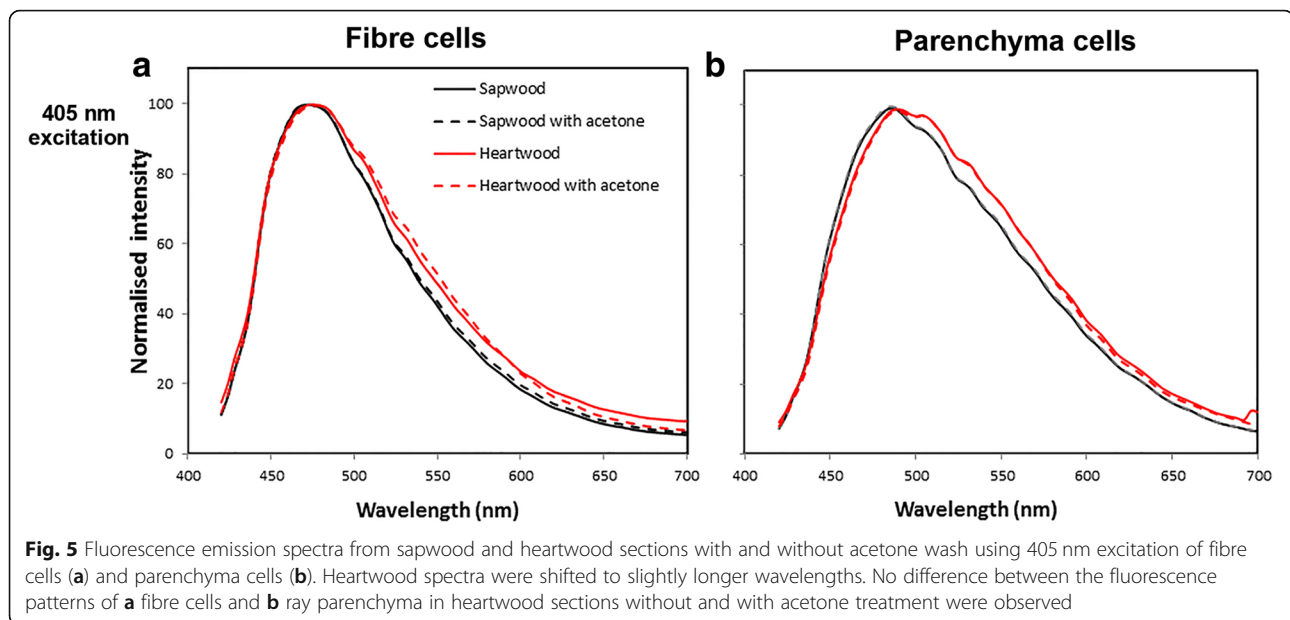 Fibre cells
Parenchyma cells
a
b
405 nm
excitation
Normalised intensity
100
80
60
40
20
0
Sapwood
Sapwood with acetone
Heartwood
Heartwood with acetone
400 450 500 550 600 650 700
400 450 500 550 600 650 700
Wavelength (nm)
Wavelength (nm)
Fig. 5 Fluorescence emission spectra from sapwood and heartwood sections with and without acetone wash using 405 nm excitation of fibre
cells (a) and parenchyma cells (b). Heartwood spectra were shifted to slightly longer wavelengths. No difference between the fluorescence
patterns of a fibre cells and b ray parenchyma in heartwood sections without and with acetone treatment were observed